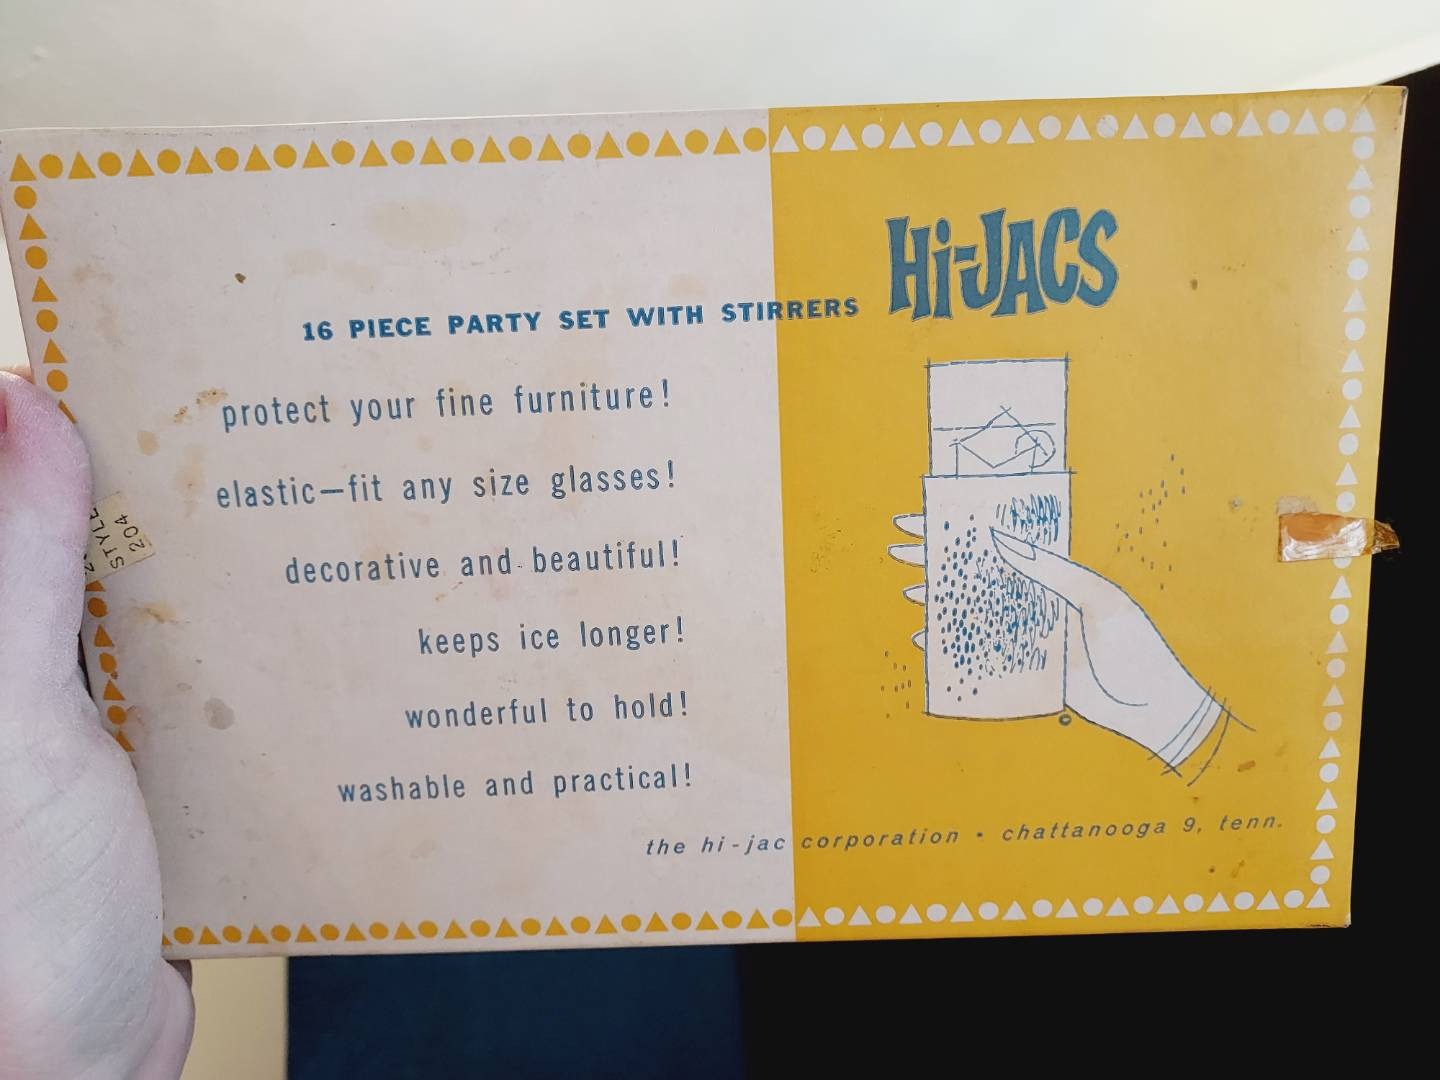 Hi-JACS
16 PIECE PARTY SET WITH STIRRERS
protect your fine furniture!
elastic—fit any size glasses!
decorative and beautiful!
keeps ice longer!
wonderful to hold!
washable and practical!
©
the hi-jac corporation • chattanooga 9, tenn.
STYLE
204